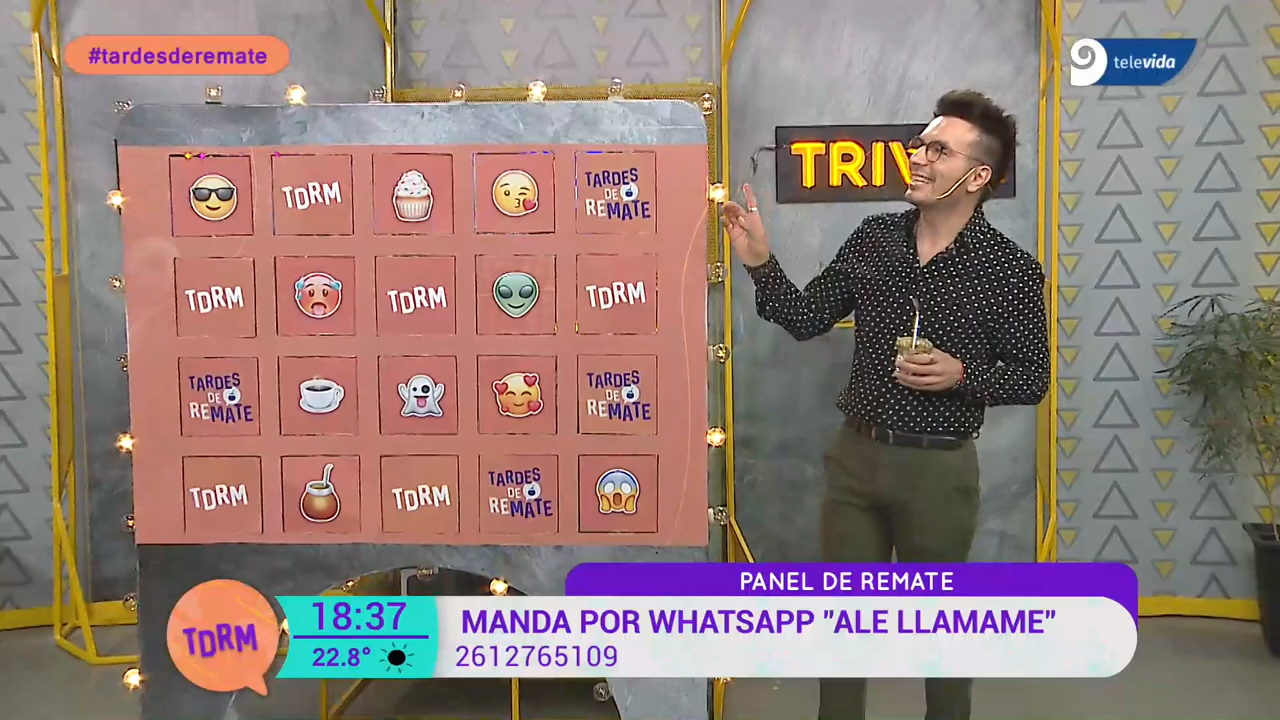 #tardesderemate
9 televida
TRIV
TDRM
TARDES
DE
REMATE
TDRM
TDRM
TDRM
TARDES
DE
REMATE
TARDES
DE
REMATE
TDRM
TDRM
TARDES
DE
REMATE
PANEL DE REMATE
TDRM
18:37
22.8°
MANDA POR WHATSAPP "ALE LLAMAME"
2612765109